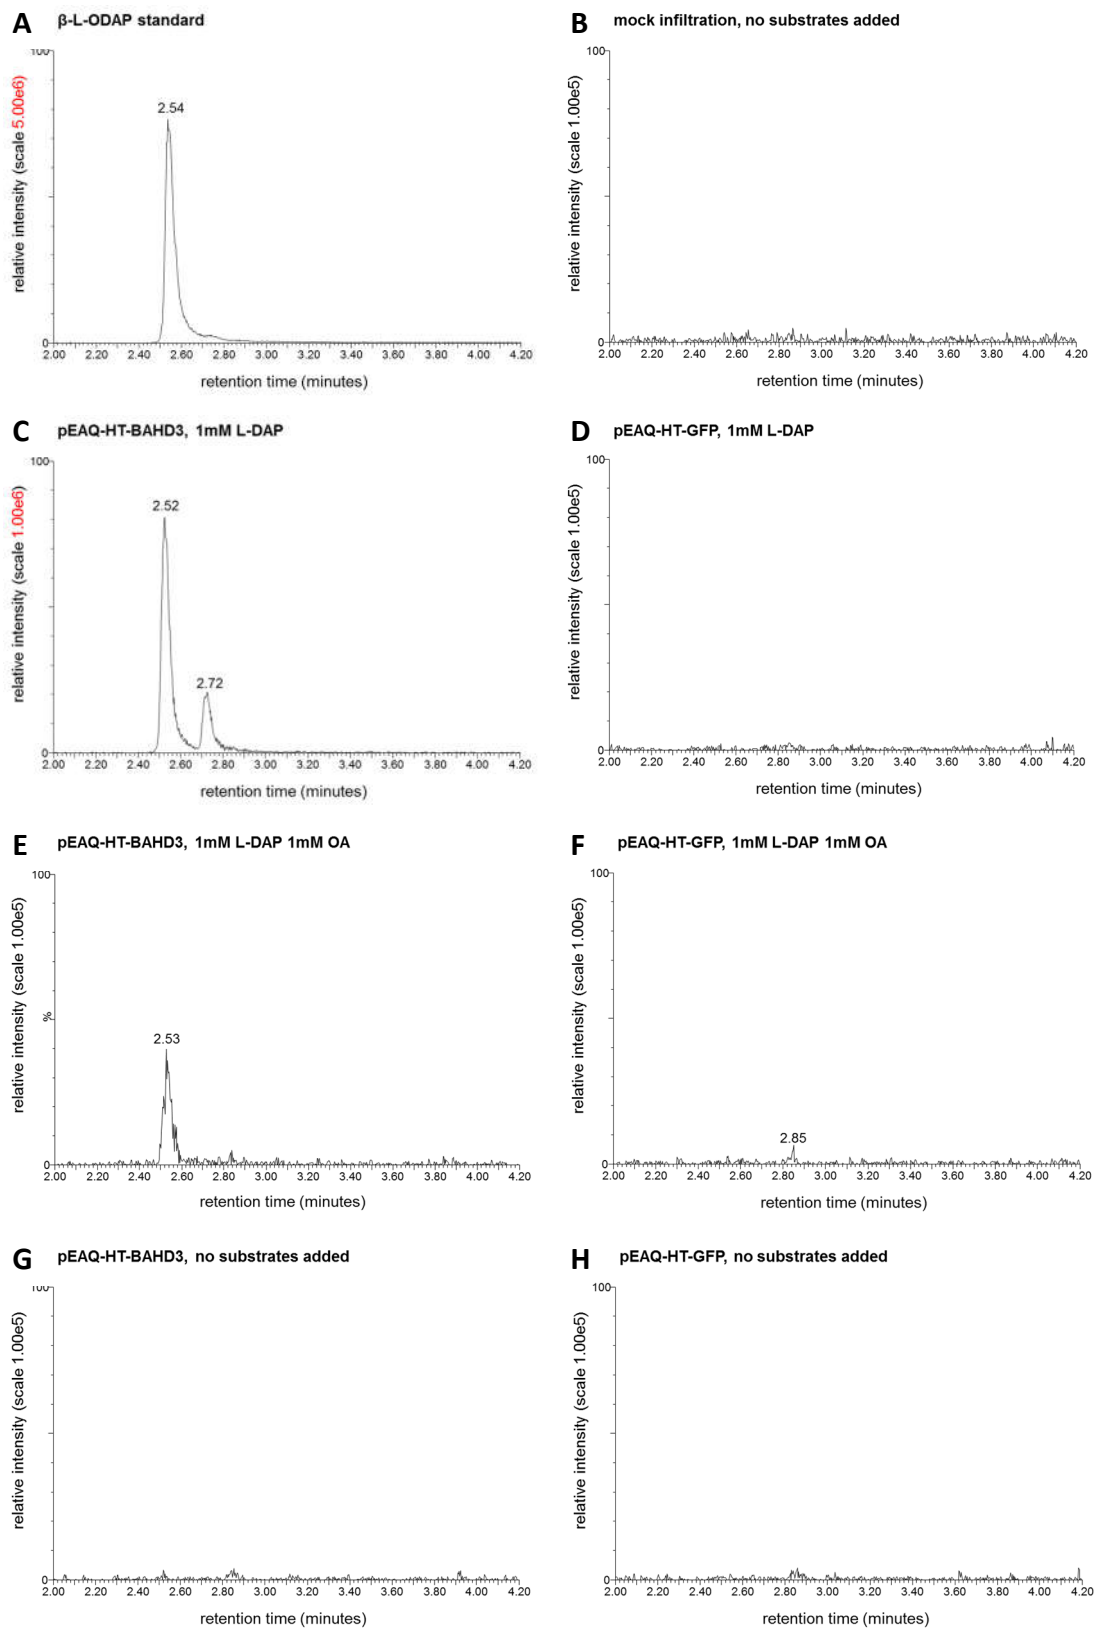 A β-L-ODAP standard
100
2.54
relative intensity (scale 5.00e6)
0
2.00 2.20 2.40 2.60 2.80 3.00 3.20 3.40 3.60 3.80 4.00 4.20
retention time (minutes)
B mock infiltration, no substrates added
100
relative intensity (scale 1.00e5)
0
2.00 2.20 2.40 2.60 2.80 3.00 3.20 3.40 3.60 3.80 4.00 4.20
retention time (minutes)
C pEAQ-HT-BAHD3, 1mM L-DAP
100
2.52
2.72
relative intensity (scale 1.00e6)
0
2.00 2.20 2.40 2.60 2.80 3.00 3.20 3.40 3.60 3.80 4.00 4.20
retention time (minutes)
D pEAQ-HT-GFP, 1mM L-DAP
100
relative intensity (scale 1.00e5)
0
2.00 2.20 2.40 2.60 2.80 3.00 3.20 3.40 3.60 3.80 4.00 4.20
retention time (minutes)
E pEAQ-HT-BAHD3, 1mM L-DAP 1mM OA
100
%
2.53
relative intensity (scale 1.00e5)
0
2.00 2.20 2.40 2.60 2.80 3.00 3.20 3.40 3.60 3.80 4.00 4.20
retention time (minutes)
F pEAQ-HT-GFP, 1mM L-DAP 1mM OA
100
2.85
relative intensity (scale 1.00e5)
0
2.00 2.20 2.40 2.60 2.80 3.00 3.20 3.40 3.60 3.80 4.00 4.20
retention time (minutes)
G pEAQ-HT-BAHD3, no substrates added
100
relative intensity (scale 1.00e5)
0
2.00 2.20 2.40 2.60 2.80 3.00 3.20 3.40 3.60 3.80 4.00 4.20
retention time (minutes)
H pEAQ-HT-GFP, no substrates added
100
relative intensity (scale 1.00e5)
0
2.00 2.20 2.40 2.60 2.80 3.00 3.20 3.40 3.60 3.80 4.00 4.20
retention time (minutes)